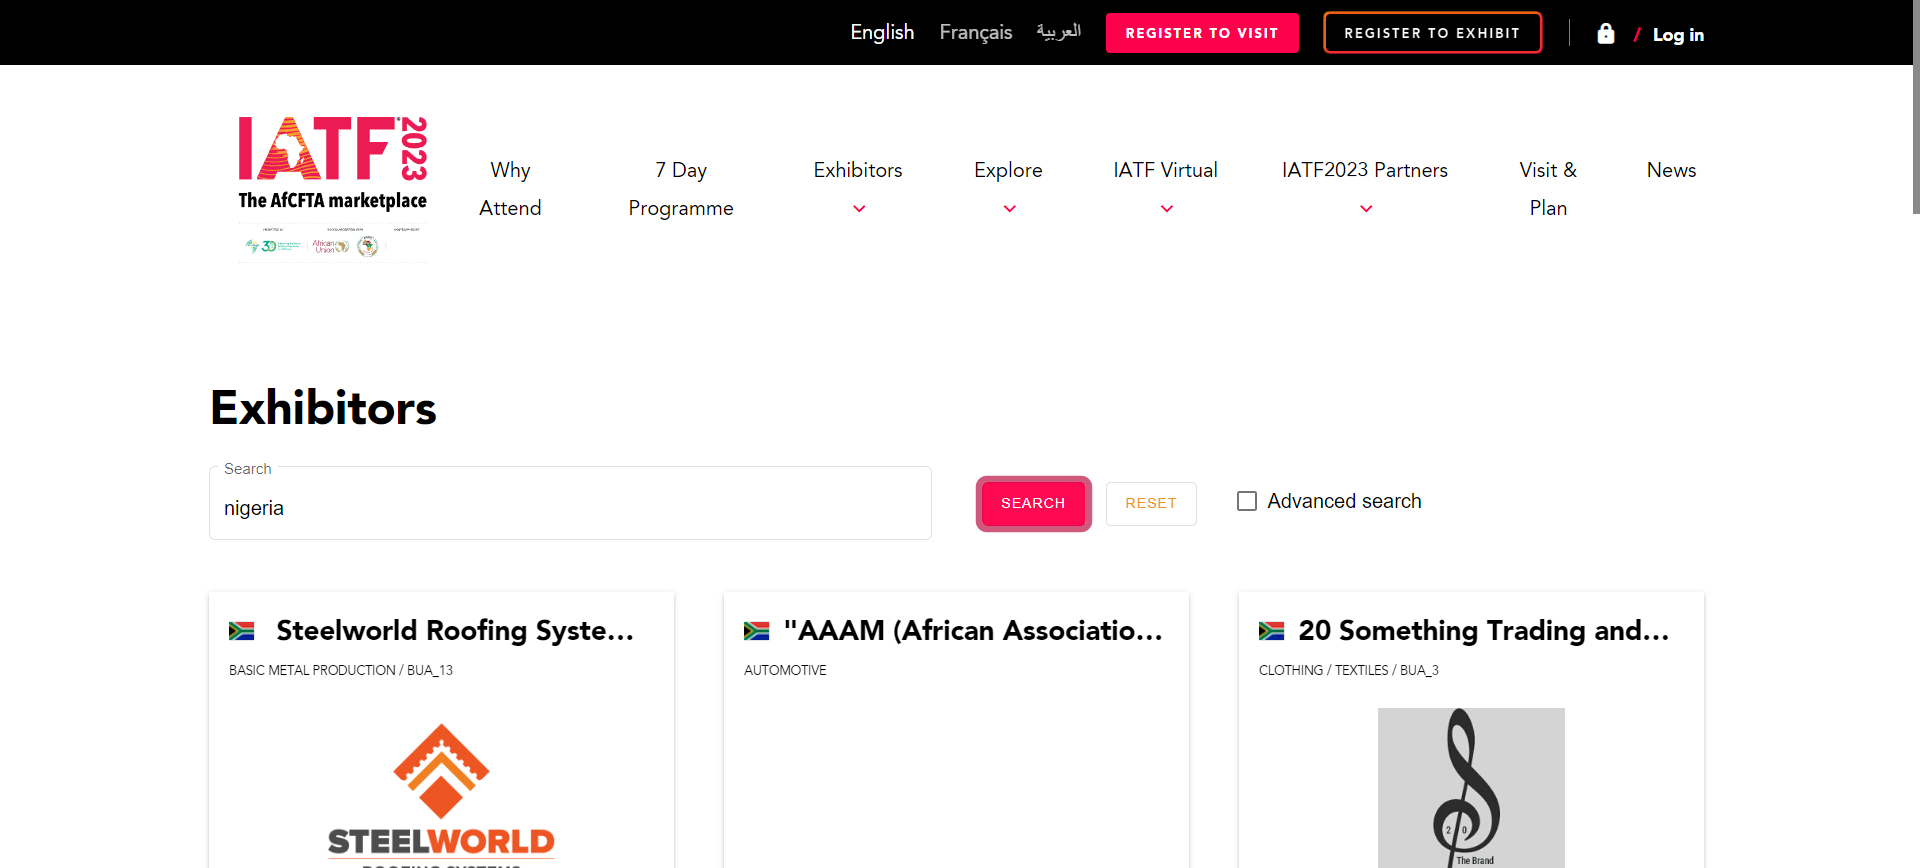 English Français العربية REGISTER TO VISIT REGISTER TO EXHIBIT / Log in
IATF 2023
The AfCFTA marketplace
African Union
Why Attend
7 Day Programme
Exhibitors
Explore
IATF Virtual
IATF2023 Partners
Visit & Plan
News
Exhibitors
Search
nigeria
SEARCH RESET Advanced search
Steelworld Roofing Syste...
BASIC METAL PRODUCTION / BUA_13
STEELWORLD
"AAAM (African Associatio...
AUTOMOTIVE
20 Something Trading and...
CLOTHING / TEXTILES / BUA_3
2 0
The Brand